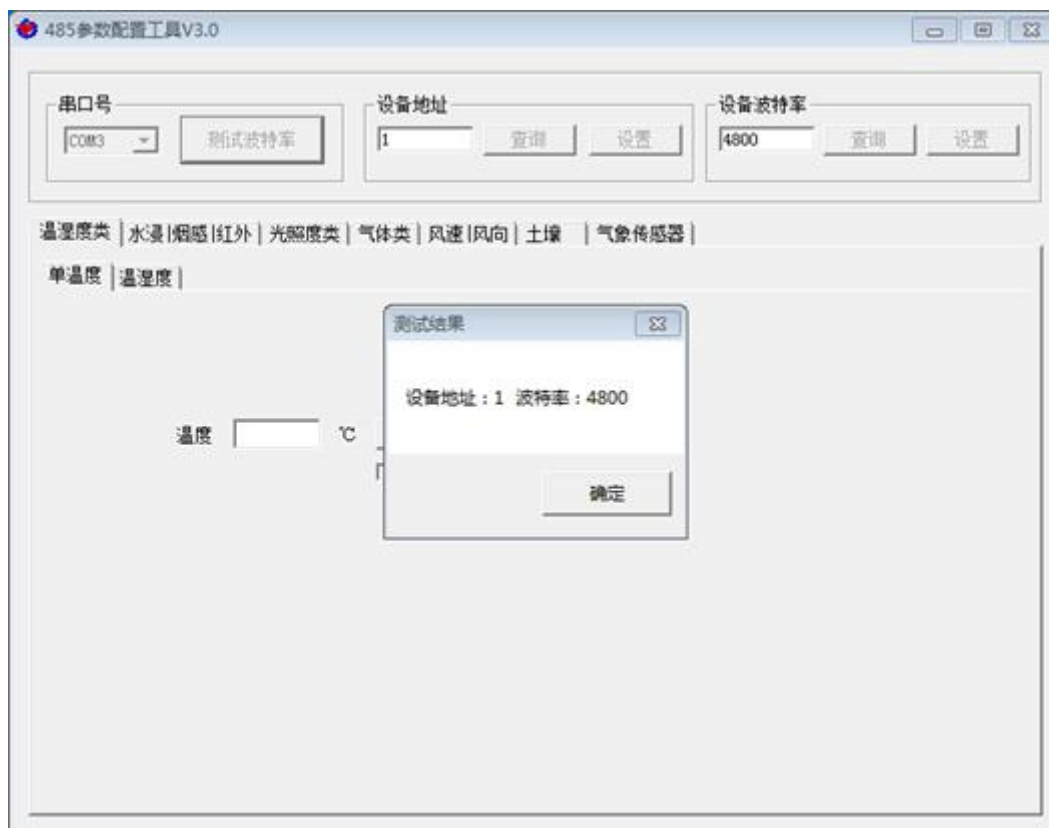 485参数配置工具V3.0
串口号 设备地址 设备波特率
COM3 测试波特率 1 查询 设置 4800 查询 设置
温湿度类 水浸|烟感|红外 光照度类 气体类 风速|风向 土壤 气象传感器
单温度 温湿度
测试结果
设备地址:1 波特率:4800
温度 ℃
确定